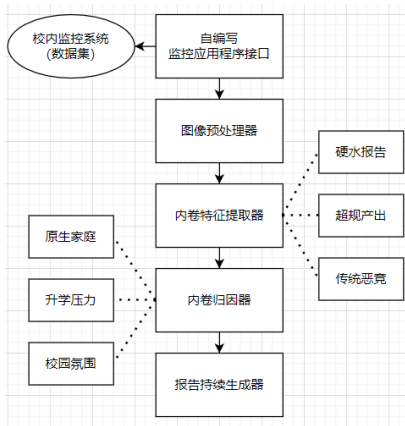 校内监控系统
(数据集)
自编写
监控应用程序接口
图像预处理器
硬水报告
内卷特征提取器
超规产出
原生家庭
传统恶竞
升学压力
内卷归因器
校园氛围
报告持续生成器